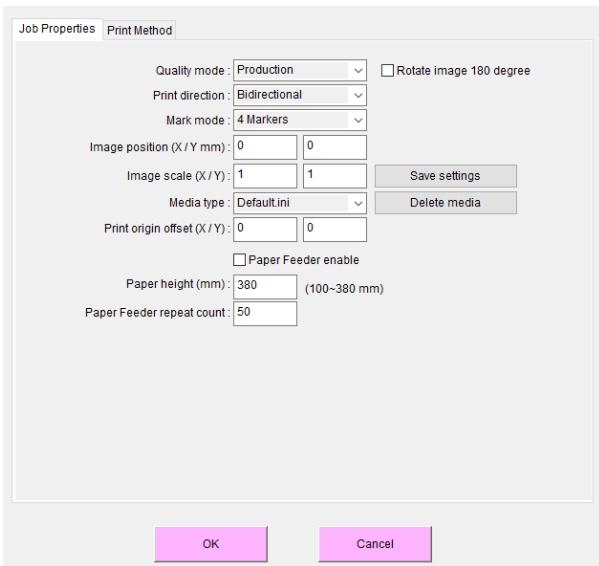 Job Properties Print Method
Quality mode : Production Rotate image 180 degree
Print direction : Bidirectional
Mark mode : 4 Markers
Image position (X / Y mm) : 0 0
Image scale (X / Y) : 1 1 Save settings
Media type : Default.ini Delete media
Print origin offset (X / Y) : 0 0
Paper Feeder enable
Paper height (mm) : 380 (100~380 mm)
Paper Feeder repeat count : 50
OK Cancel